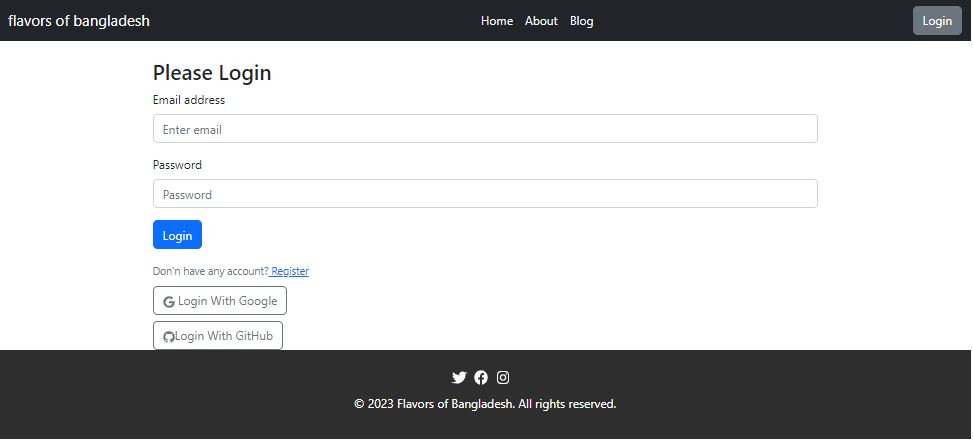 flavors of bangladesh Home About Blog Login
Please Login
Email address
Enter email
Password
Password
Login
Don'n have any account? Register
Login With Google
Login With GitHub
© 2023 Flavors of Bangladesh. All rights reserved.